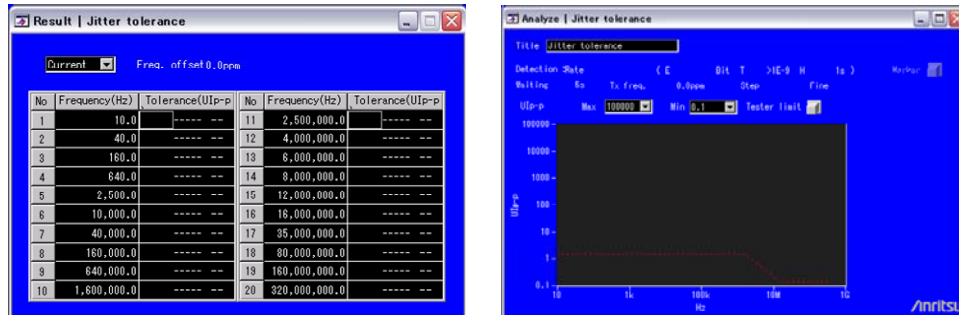 Result | Jitter tolerance
Current Freq. offset 0.0ppm
No Frequency(Hz) Tolerance(UIp-p No Frequency(Hz) Tolerance(UIp-p
1 10.0 ----- -- 11 2,500,000.0 ----- --
2 40.0 ----- -- 12 4,000,000.0 ----- --
3 160.0 ----- -- 13 6,000,000.0 ----- --
4 640.0 ----- -- 14 8,000,000.0 ----- --
5 2,500.0 ----- -- 15 12,000,000.0 ----- --
6 10,000.0 ----- -- 16 16,000,000.0 ----- --
7 40,000.0 ----- -- 17 35,000,000.0 ----- --
8 160,000.0 ----- -- 18 80,000,000.0 ----- --
9 640,000.0 ----- -- 19 160,000,000.0 ----- --
10 1,600,000.0 ----- -- 20 320,000,000.0 ----- --
Analyze | Jitter tolerance
Title Jitter tolerance
Detection :Rate ( E Bit T >1E-9 H 1s ) Marker
Waiting 5s Tx freq. 0.0ppm Step Fine
UIp-p Max 100000 Min 0.1 Tester limit
100000
10000
1000
100
10
1
0.1
UIp-p
10 1k 100k 10M 1G
Hz
Anritsu